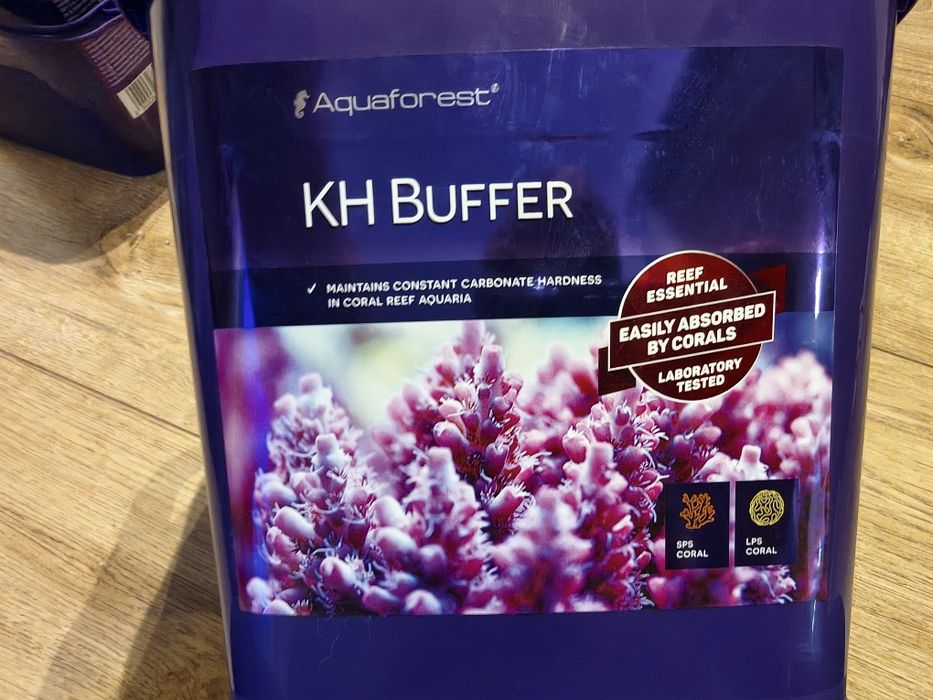 Aquaforest
KH BUFFER
✓ MAINTAINS CONSTANT CARBONATE HARDNESS
IN CORAL REEF AQUARIA
REEF
ESSENTIAL
EASILY ABSORBED
BY CORALS
LABORATORY
TESTED
SPS
CORAL
LPS
CORAL